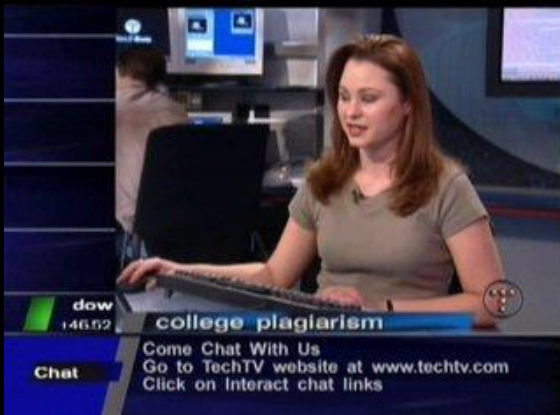 dow
+46.52
college plagiarism
Chat
Come Chat With Us
Go to TechTV website at www.techtv.com
Click on Interact chat links